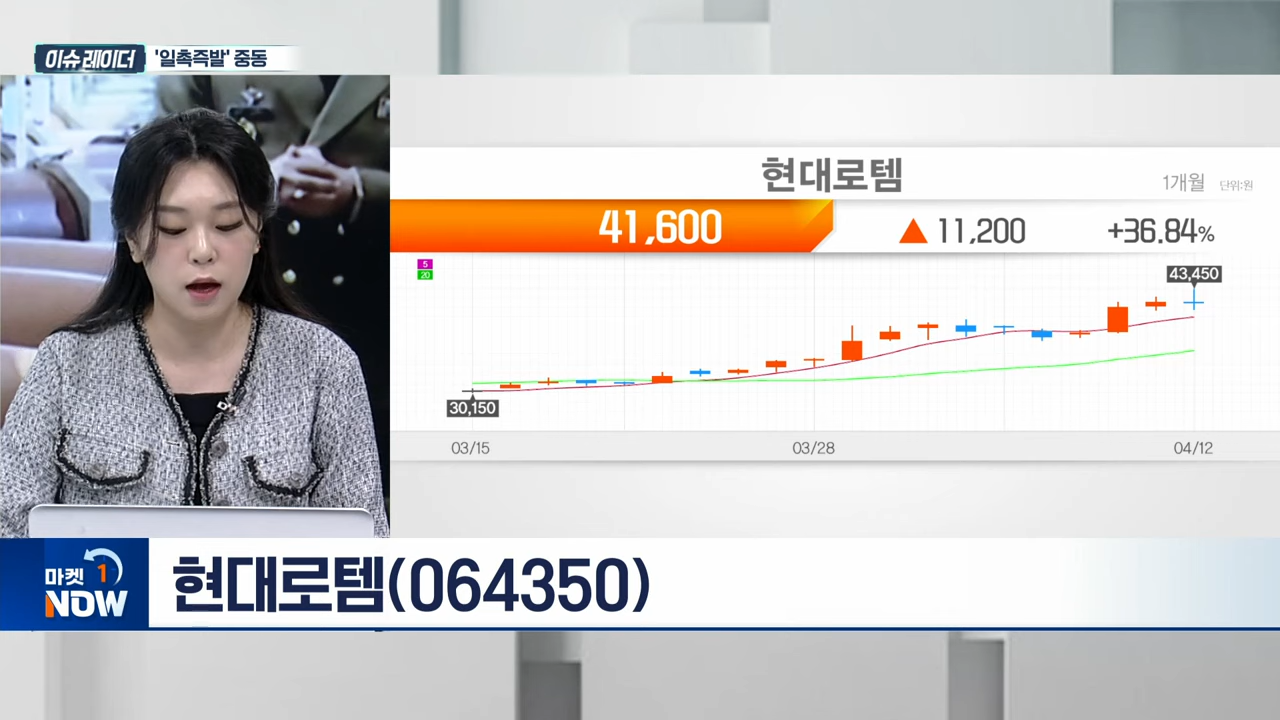 이슈레이더 '일촉즉발' 중동
현대로템
1개월 단위:원
41,600 ▲ 11,200 +36.84%
5
20
43,450
30,150
03/15 03/28 04/12
마켓 1
NOW
현대로템(064350)